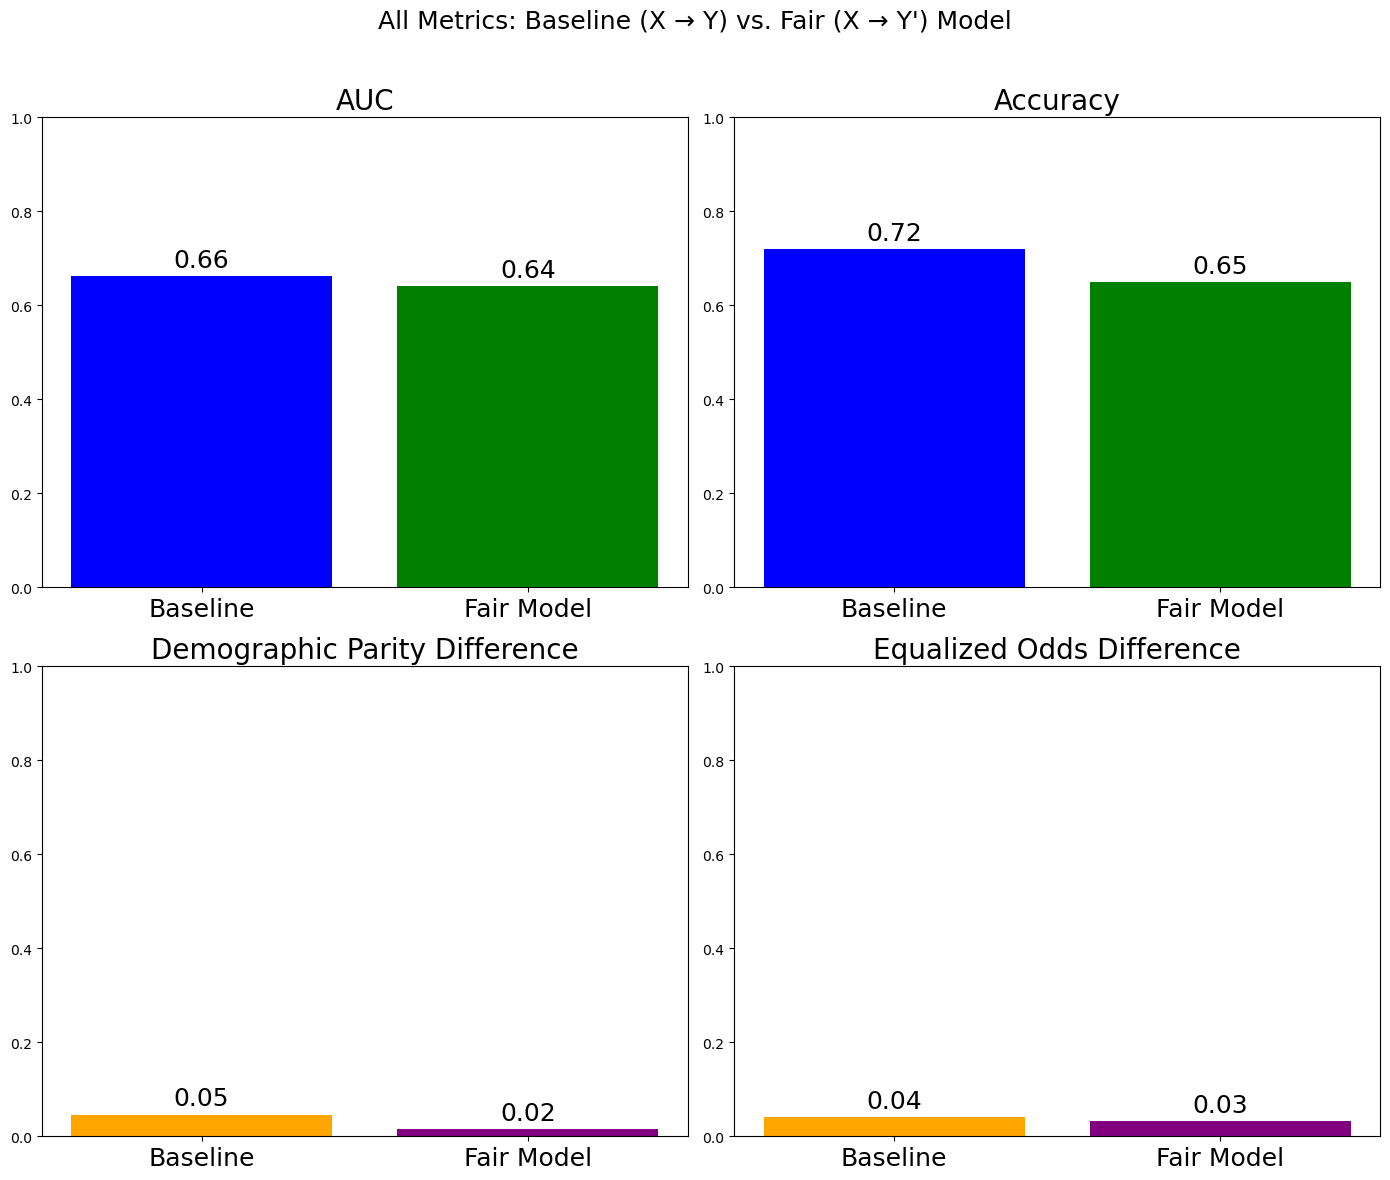 All Metrics: Baseline (X → Y) vs. Fair (X → Y') Model
AUC
1.0
0.8
0.6
0.4
0.2
0.0
0.66
0.64
Baseline
Fair Model
Accuracy
1.0
0.8
0.6
0.4
0.2
0.0
0.72
0.65
Baseline
Fair Model
Demographic Parity Difference
1.0
0.8
0.6
0.4
0.2
0.0
0.05
0.02
Baseline
Fair Model
Equalized Odds Difference
1.0
0.8
0.6
0.4
0.2
0.0
0.04
0.03
Baseline
Fair Model